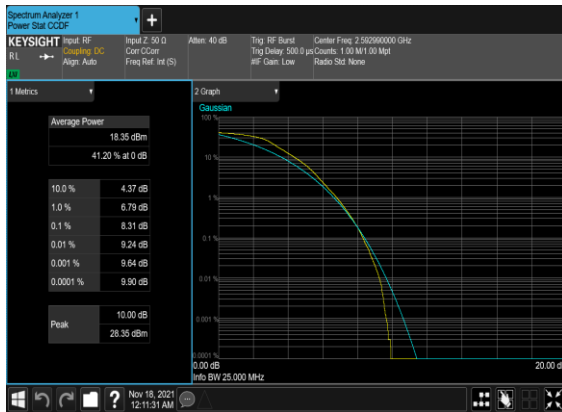 Spectrum Analyzer 1
Power Stat CCDF
+
KEYSIGHT
RL
Input: RF
Coupling: DC
Align: Auto
Input Z: 50 Ω
Corr CCorr
Freq Ref: Int (S)
Atten: 40 dB
Trig: RF Burst
Trig Delay: 500.0 µs
#IF Gain: Low
Center Freq: 2.592990000 GHz
Counts: 1.00 M/1.00 Mpt
Radio Std: None
1 Metrics
Average Power
18.35 dBm
41.20 % at 0 dB
10.0 % 4.37 dB
1.0 % 6.79 dB
0.1 % 8.31 dB
0.01 % 9.24 dB
0.001 % 9.64 dB
0.0001 % 9.90 dB
Peak
10.00 dB
28.35 dBm
2 Graph
Gaussian
100 %
10 %
1 %
0.1 %
0.01 %
0.001 %
0.0001 %
0.00 dB 20.00 dB
Info BW 25.000 MHz
?
Nov 18, 2021
12:11:31 AM